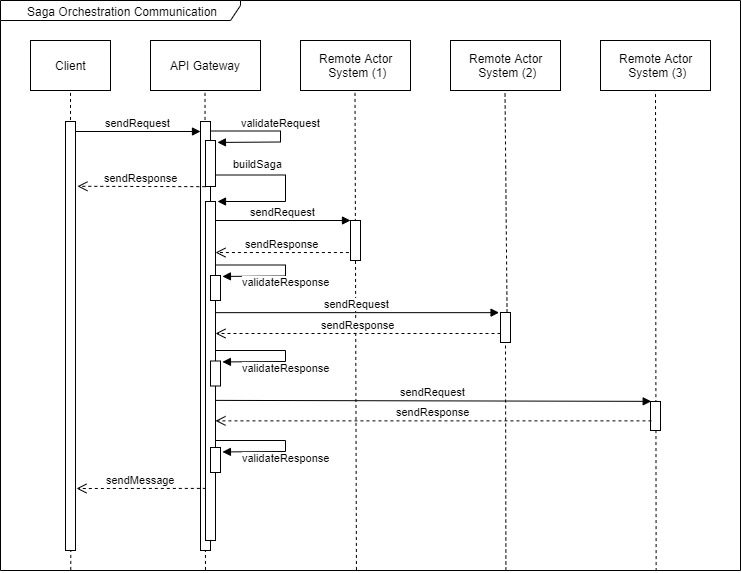 Saga Orchestration Communication
Client
API Gateway
Remote Actor
System (1)
Remote Actor
System (2)
Remote Actor
System (3)
sendRequest
validateRequest
buildSaga
sendResponse
sendRequest
sendResponse
validateResponse
sendRequest
sendResponse
validateResponse
sendRequest
sendResponse
validateResponse
sendMessage